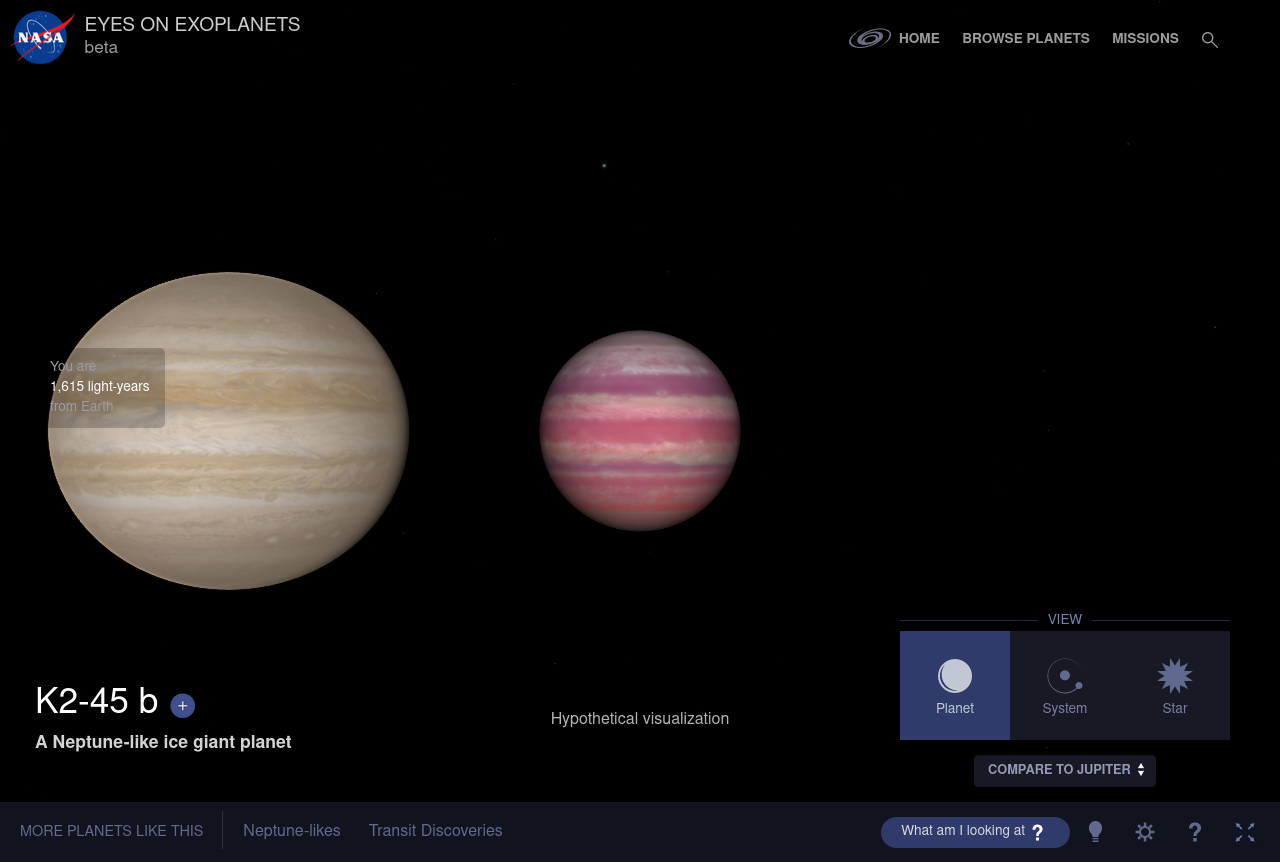 NASA
EYES ON EXOPLANETS
beta
HOME
BROWSE PLANETS
MISSIONS
You are
1,615 light-years
from Earth
K2-45 b +
A Neptune-like ice giant planet
Hypothetical visualization
VIEW
Planet
System
Star
COMPARE TO JUPITER
MORE PLANETS LIKE THIS
Neptune-likes
Transit Discoveries
What am I looking at ?
?